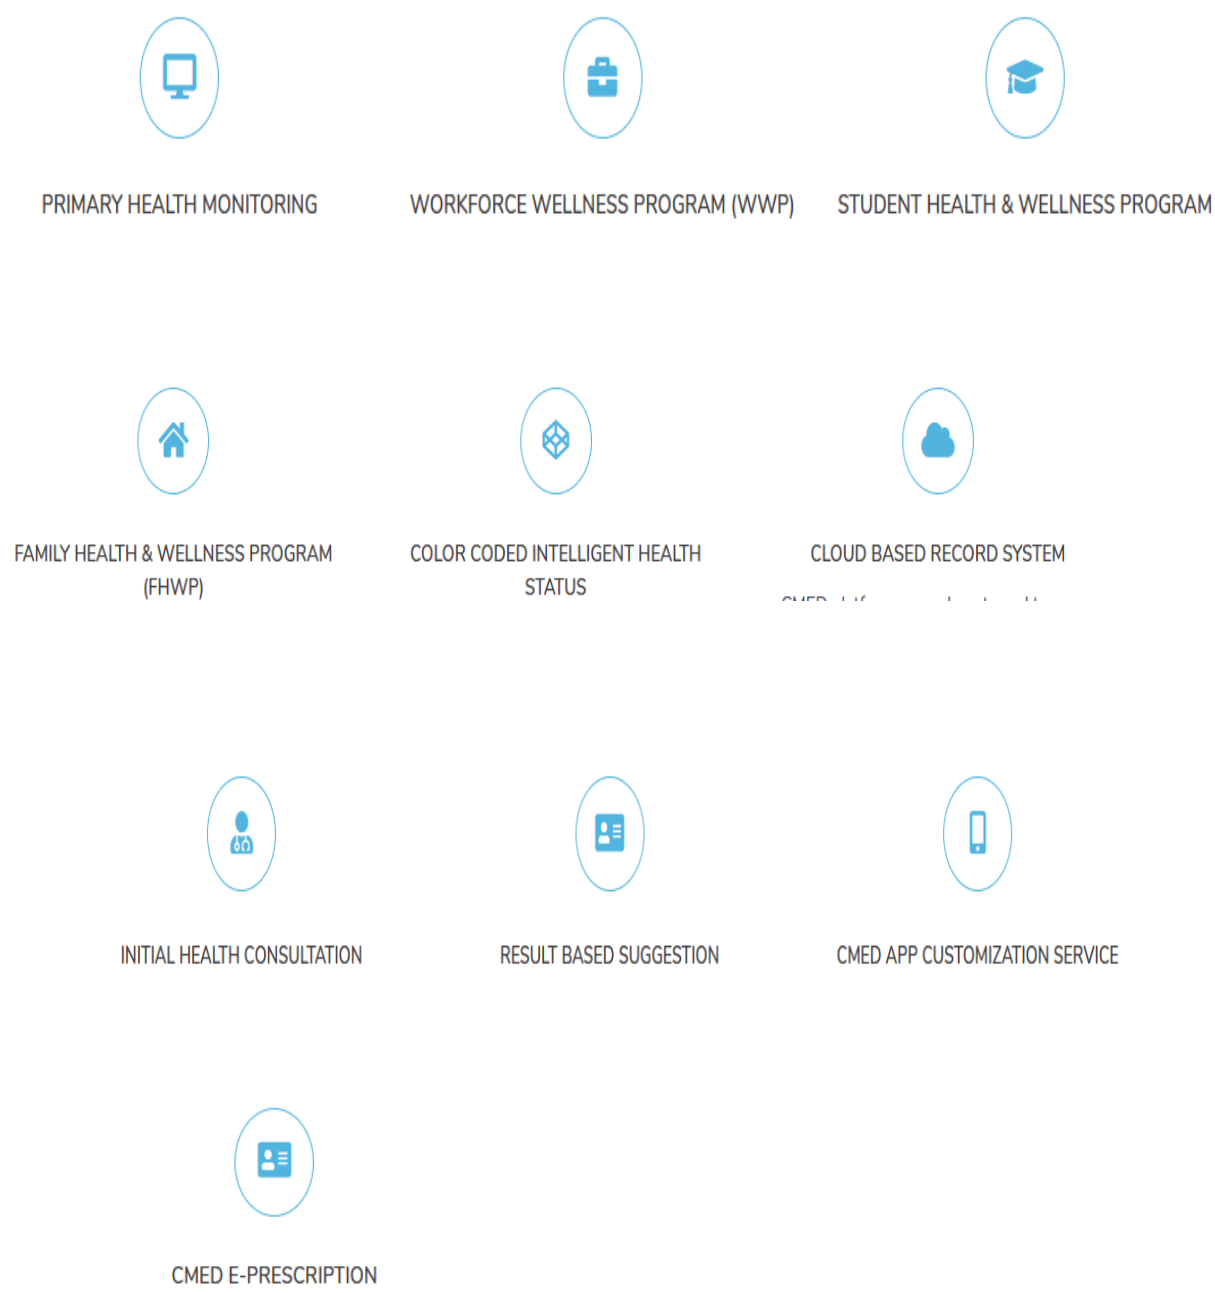 PRIMARY HEALTH MONITORING
WORKFORCE WELLNESS PROGRAM (WWP)
STUDENT HEALTH & WELLNESS PROGRAM
FAMILY HEALTH & WELLNESS PROGRAM
(FHWP)
COLOR CODED INTELLIGENT HEALTH
STATUS
CLOUD BASED RECORD SYSTEM
INITIAL HEALTH CONSULTATION
RESULT BASED SUGGESTION
CMED APP CUSTOMIZATION SERVICE
CMED E-PRESCRIPTION